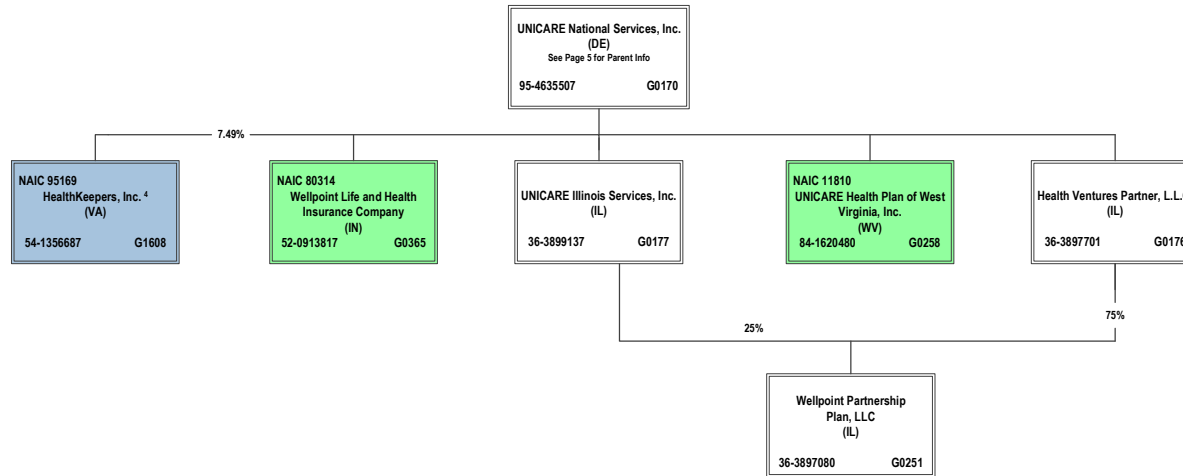 UNICARE National Services, Inc.
(DE)
See Page 5 for Parent Info
95-4635507 G0170
7.49%
NAIC 95169
HealthKeepers, Inc. 4
(VA)
54-1356687 G1608
NAIC 80314
Wellpoint Life and Health
Insurance Company
(IN)
52-0913817 G0365
UNICARE Illinois Services, Inc.
(IL)
36-3899137 G0177
NAIC 11810
UNICARE Health Plan of West
Virginia, Inc.
(WV)
84-1620480 G0258
Health Ventures Partner, L.L.C
(IL)
36-3897701 G0176
25%
75%
Wellpoint Partnership
Plan, LLC
(IL)
36-3897080 G0251